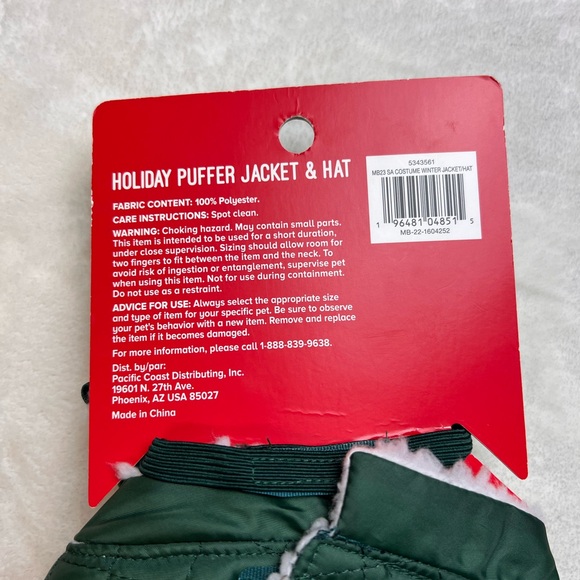 HOLIDAY PUFFER JACKET & HAT
FABRIC CONTENT: 100% Polyester.
CARE INSTRUCTIONS: Spot clean.
WARNING: Choking hazard. May contain small parts.
This item is intended to be used for a short duration,
under close supervision. Sizing should allow room for
two fingers to fit between the item and the neck. To
avoid risk of ingestion or entanglement, supervise pet
when using this item. Not for use during containment.
Do not use as a restraint.
ADVICE FOR USE: Always select the appropriate size
and type of item for your specific pet. Be sure to observe
your pet's behavior with a new item. Remove and replace
the item if it becomes damaged.
For more information, please call 1-888-839-9638.
Dist. by/par:
Pacific Coast Distributing, Inc.
19601 N. 27th Ave.
Phoenix, AZ USA 85027
Made in China
5343561
MB23 SA COSTUME WINTER JACKET/HAT
1 96481 04851 5
MB-22-1604252